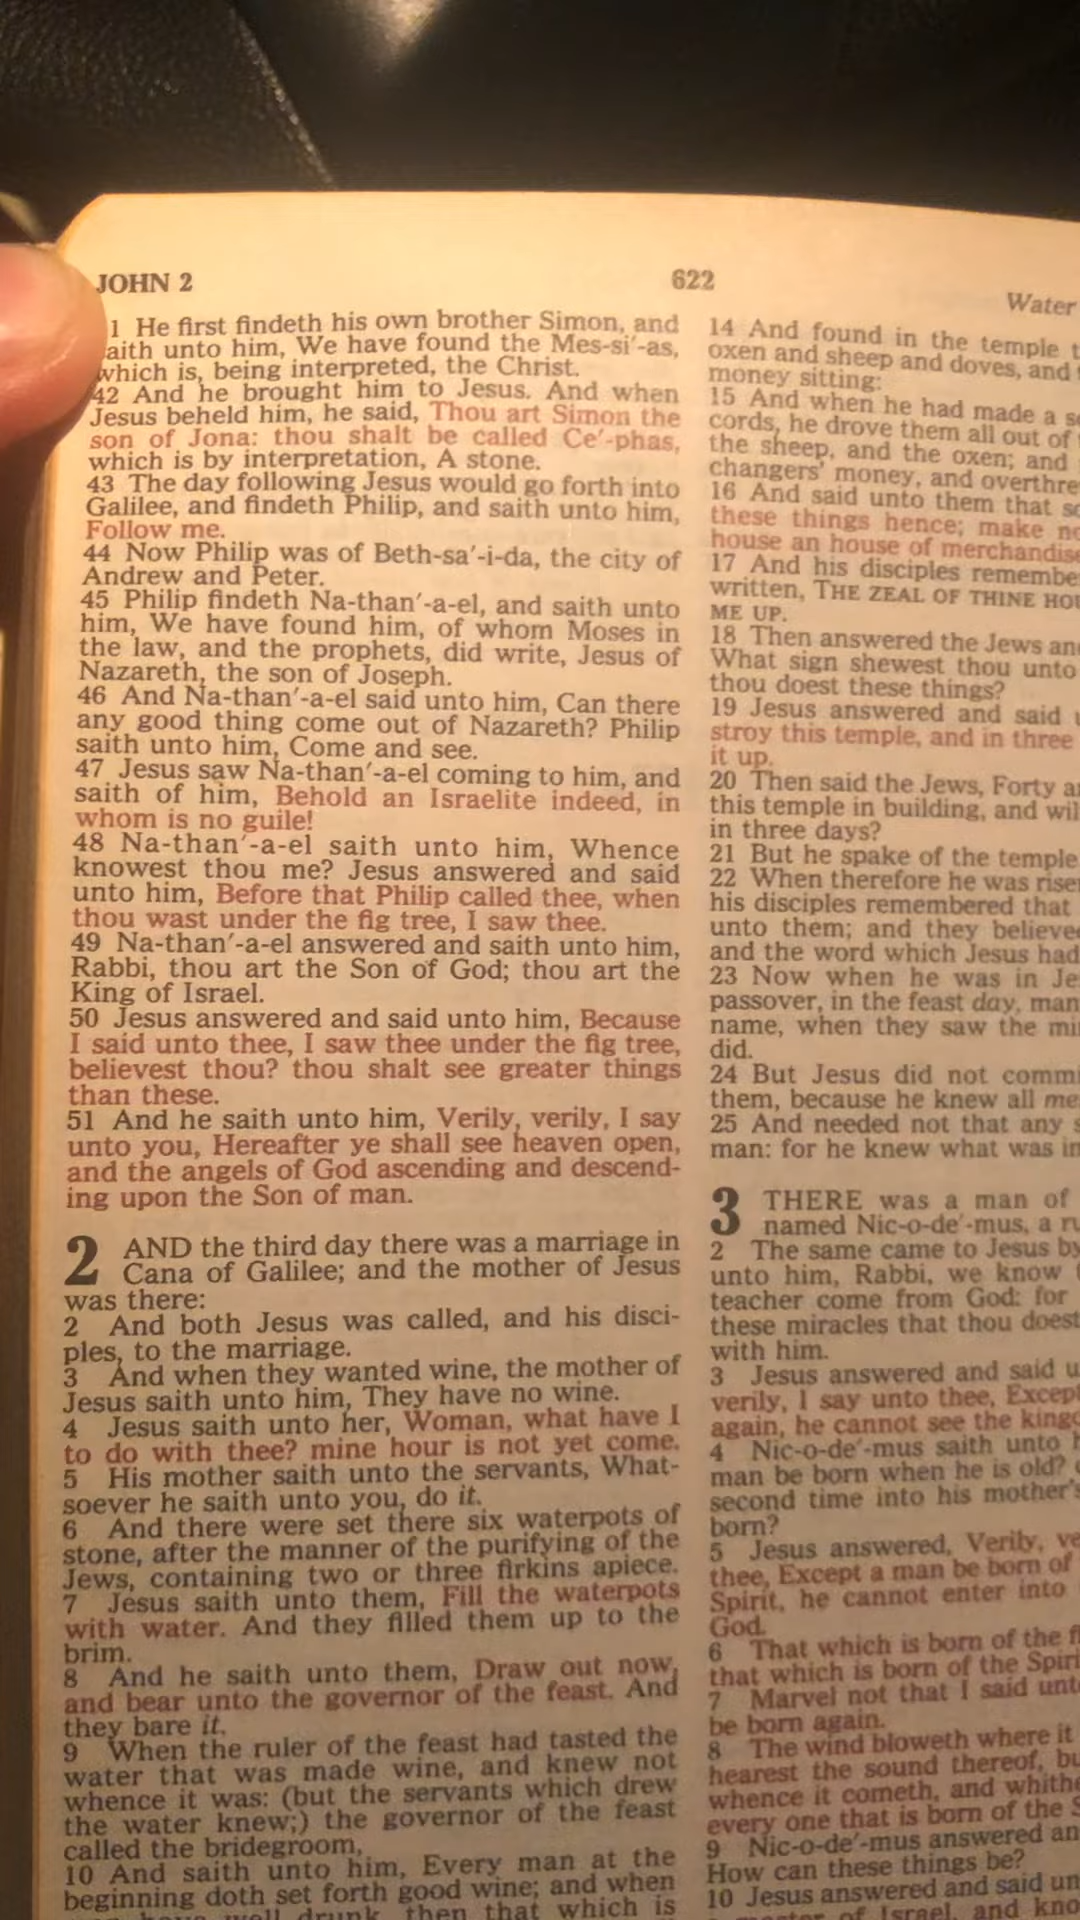 JOHN 2
622
Water
1 He first findeth his own brother Simon, and
aith unto him, We have found the Mes-si′-as,
which is, being interpreted, the Christ.
42 And he brought him to Jesus. And when
Jesus beheld him, he said, Thou art Simon the
son of Jona: thou shalt be called Ce′-phas,
which is by interpretation, A stone.
43 The day following Jesus would go forth into
Galilee, and findeth Philip, and saith unto him,
Follow me.
44 Now Philip was of Beth-sa′-i-da, the city of
Andrew and Peter.
45 Philip findeth Na-than′-a-el, and saith unto
him, We have found him, of whom Moses in
the law, and the prophets, did write, Jesus of
Nazareth, the son of Joseph.
46 And Na-than′-a-el said unto him, Can there
any good thing come out of Nazareth? Philip
saith unto him, Come and see.
47 Jesus saw Na-than′-a-el coming to him, and
saith of him, Behold an Israelite indeed, in
whom is no guile!
48 Na-than′-a-el saith unto him, Whence
knowest thou me? Jesus answered and said
unto him, Before that Philip called thee, when
thou wast under the fig tree, I saw thee.
49 Na-than′-a-el answered and saith unto him,
Rabbi, thou art the Son of God; thou art the
King of Israel.
50 Jesus answered and said unto him, Because
I said unto thee, I saw thee under the fig tree,
believest thou? thou shalt see greater things
than these.
51 And he saith unto him, Verily, verily, I say
unto you, Hereafter ye shall see heaven open,
and the angels of God ascending and descend-
ing upon the Son of man.
2 AND the third day there was a marriage in
Cana of Galilee; and the mother of Jesus
was there:
2 And both Jesus was called, and his disci-
ples, to the marriage.
3 And when they wanted wine, the mother of
Jesus saith unto him, They have no wine.
4 Jesus saith unto her, Woman, what have I
to do with thee? mine hour is not yet come.
5 His mother saith unto the servants, What-
soever he saith unto you, do it.
6 And there were set there six waterpots of
stone, after the manner of the purifying of the
Jews, containing two or three firkins apiece.
7 Jesus saith unto them, Fill the waterpots
with water. And they filled them up to the
brim.
8 And he saith unto them, Draw out now,
and bear unto the governor of the feast. And
they bare it.
9 When the ruler of the feast had tasted the
water that was made wine, and knew not
whence it was: (but the servants which drew
the water knew;) the governor of the feast
called the bridegroom,
10 And saith unto him, Every man at the
beginning doth set forth good wine; and when
drunk, then that which is
14 And found in the temple t
oxen and sheep and doves, and
money sitting:
15 And when he had made a s
cords, he drove them all out of
the sheep, and the oxen; and
changers' money, and overthre
16 And said unto them that so
these things hence; make no
house an house of merchandise
17 And his disciples remembe
written, THE ZEAL OF THINE HOU
ME UP.
18 Then answered the Jews an
What sign shewest thou unto
thou doest these things?
19 Jesus answered and said
stroy this temple, and in three
it up.
20 Then said the Jews, Forty a
this temple in building, and wil
in three days?
21 But he spake of the temple
22 When therefore he was risen
his disciples remembered that
unto them; and they believe
and the word which Jesus had
23 Now when he was in Je
passover, in the feast day, man
name, when they saw the mi
did.
24 But Jesus did not comm
them, because he knew all me
25 And needed not that any s
man: for he knew what was in
3 THERE was a man of
named Nic-o-de′-mus, a ru
2 The same came to Jesus by
unto him, Rabbi, we know
teacher come from God: for
these miracles that thou doest
with him.
3 Jesus answered and said u
verily, I say unto thee, Except
again, he cannot see the kingd
4 Nic-o-de′-mus saith unto h
man be born when he is old?
second time into his mother's
born?
5 Jesus answered, Verily, ve
thee, Except a man be born of
Spirit, he cannot enter into
God.
6 That which is born of the fl
that which is born of the Spiri
7 Marvel not that I said unt
be born again.
8 The wind bloweth where it
hearest the sound thereof, bu
whence it cometh, and whithe
every one that is born of the S
9 Nic-o-de′-mus answered an
How can these things be?
10 Jesus answered and said un
of Israel, and kno